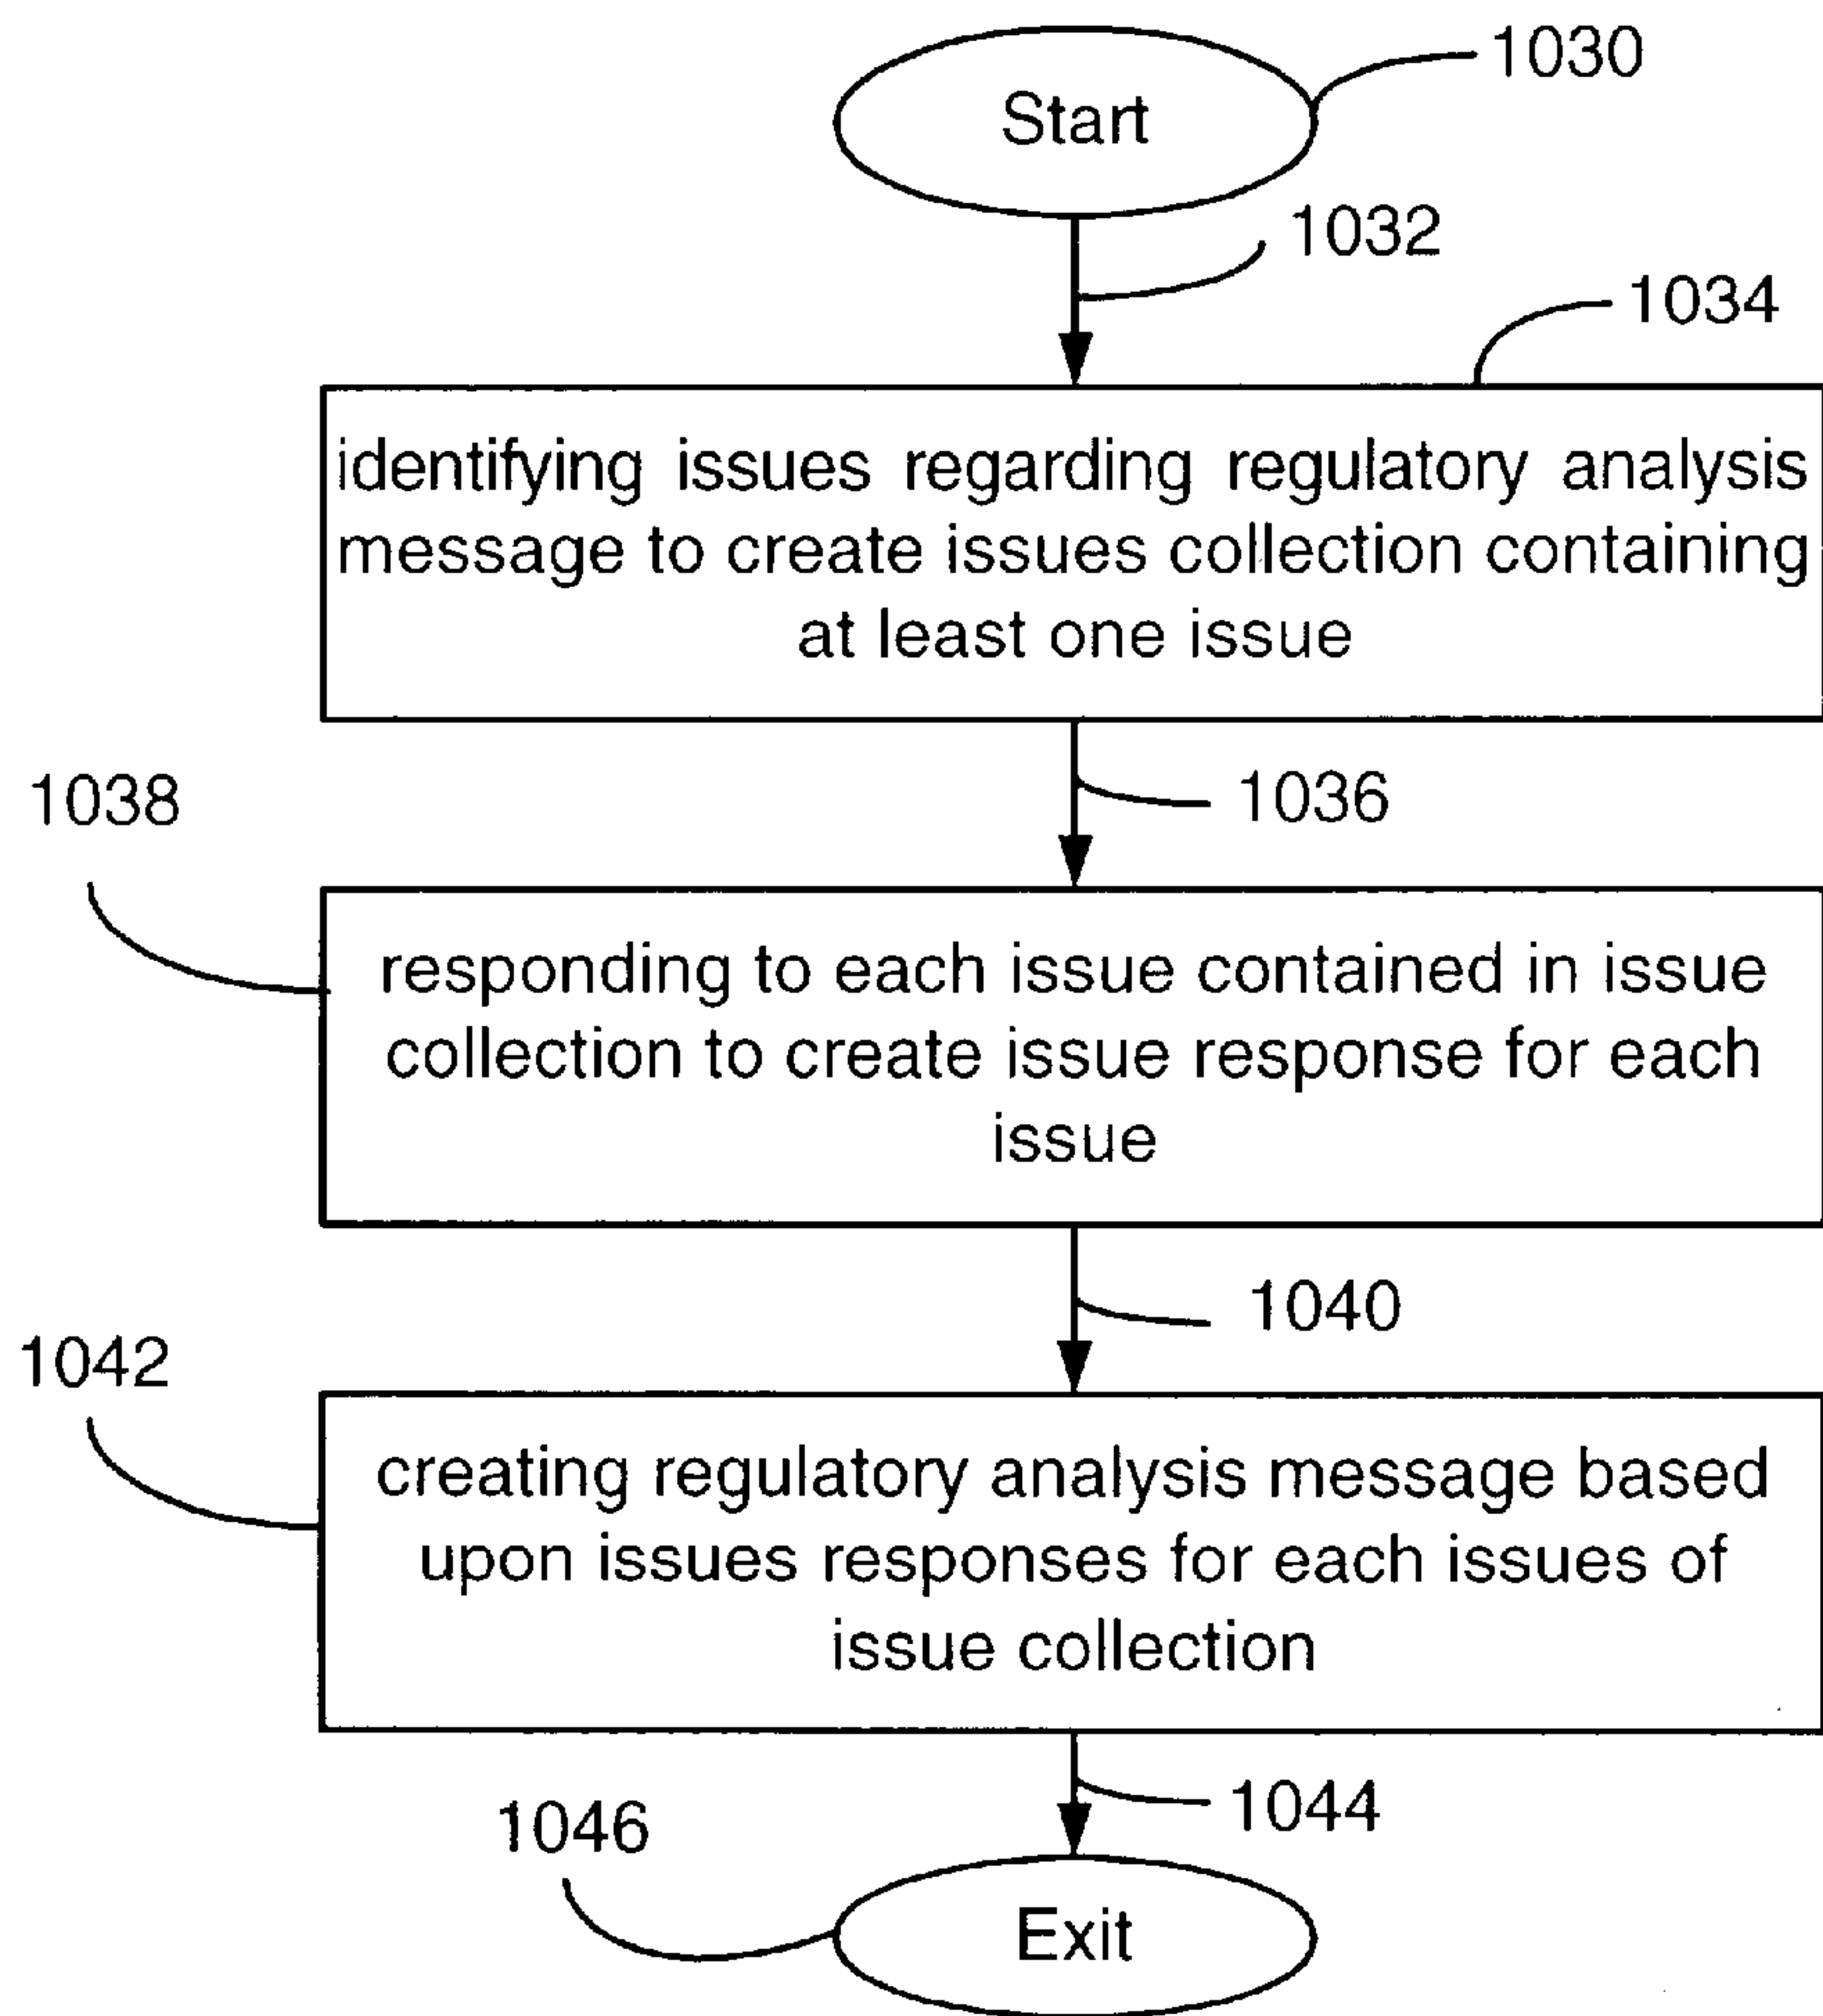 Start
1030
1032
1034
identifying issues regarding regulatory analysis
message to create issues collection containing
at least one issue
1036
1038
responding to each issue contained in issue
collection to create issue response for each
issue
1040
1042
creating regulatory analysis message based
upon issues responses for each issues of
issue collection
1044
1046
Exit